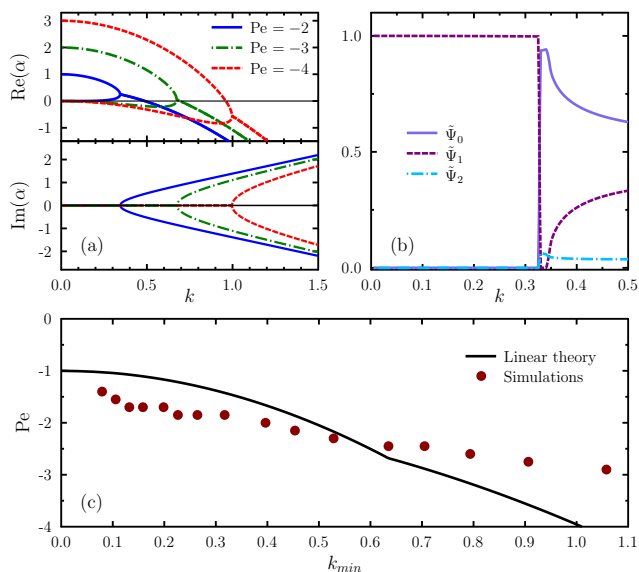 3
2
1
0
-1
Re(α)
Pe = −2
Pe = −3
Pe = −4
2
1
0
-1
-2
Im(α)
(a)
0.0 0.5 1.0 1.5
k
1.0
0.5
0.0
Ψ̃₀
Ψ̃₁
Ψ̃₂
(b)
0.0 0.1 0.2 0.3 0.4 0.5
k
0
-1
-2
-3
-4
Pe
Linear theory
Simulations
(c)
0.0 0.1 0.2 0.3 0.4 0.5 0.6 0.7 0.8 0.9 1.0 1.1
k_min